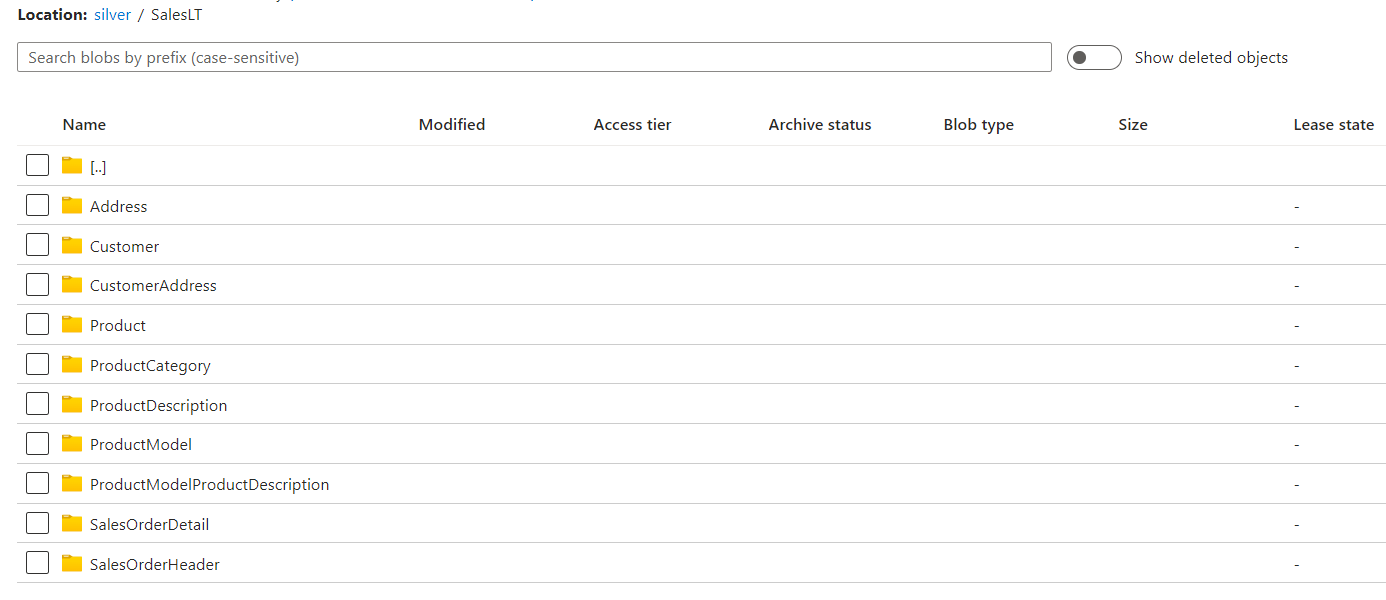 Location: silver / SalesLT
Search blobs by prefix (case-sensitive)
Show deleted objects
Name Modified Access tier Archive status Blob type Size Lease state
[..]
Address -
Customer -
CustomerAddress -
Product -
ProductCategory -
ProductDescription -
ProductModel -
ProductModelProductDescription -
SalesOrderDetail -
SalesOrderHeader -